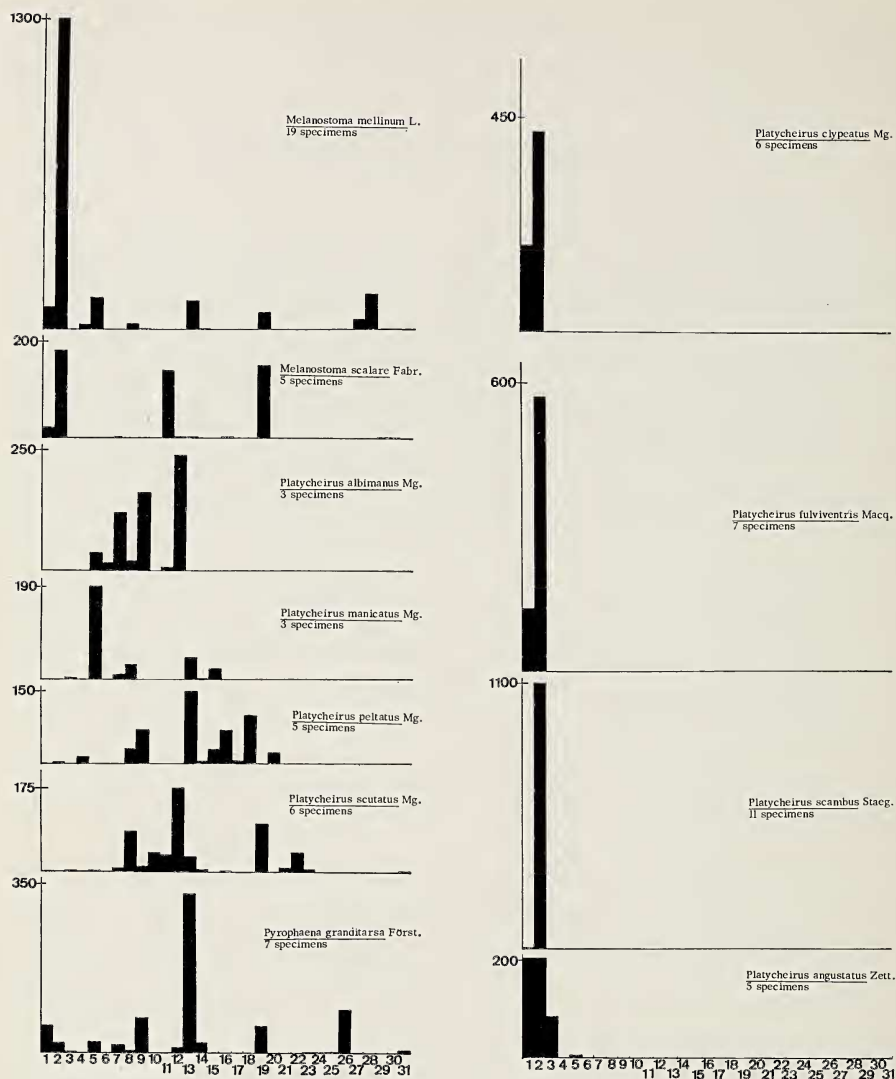 1300
Melanostoma mellinum L.
19 specimems
200
Melanostoma scalare Fabr.
5 specimens
250
Platycheirus albimanus Mg.
3 specimens
190
Platycheirus manicatus Mg.
3 specimens
150
Platycheirus peltatus Mg.
5 specimens
175
Platycheirus scutatus Mg.
6 specimens
350
Pyrophaena granditarsa Först.
7 specimens
1 2 3 4 5 6 7 8 9 10 12 14 16 18 20 22 24 26 28 30
11 13 15 17 19 21 23 25 27 29 31
450
Platycheirus clypeatus Mg.
6 specimens
600
Platycheirus fulviventris Macq.
7 specimens
1100
Platycheirus scambus Staeg.
11 specimens
200
Platycheirus angustatus Zett.
5 specimens
1 2 3 4 5 6 7 8 9 10 12 14 16 18 20 22 24 26 28 30
11 13 15 17 19 21 23 25 27 29 31